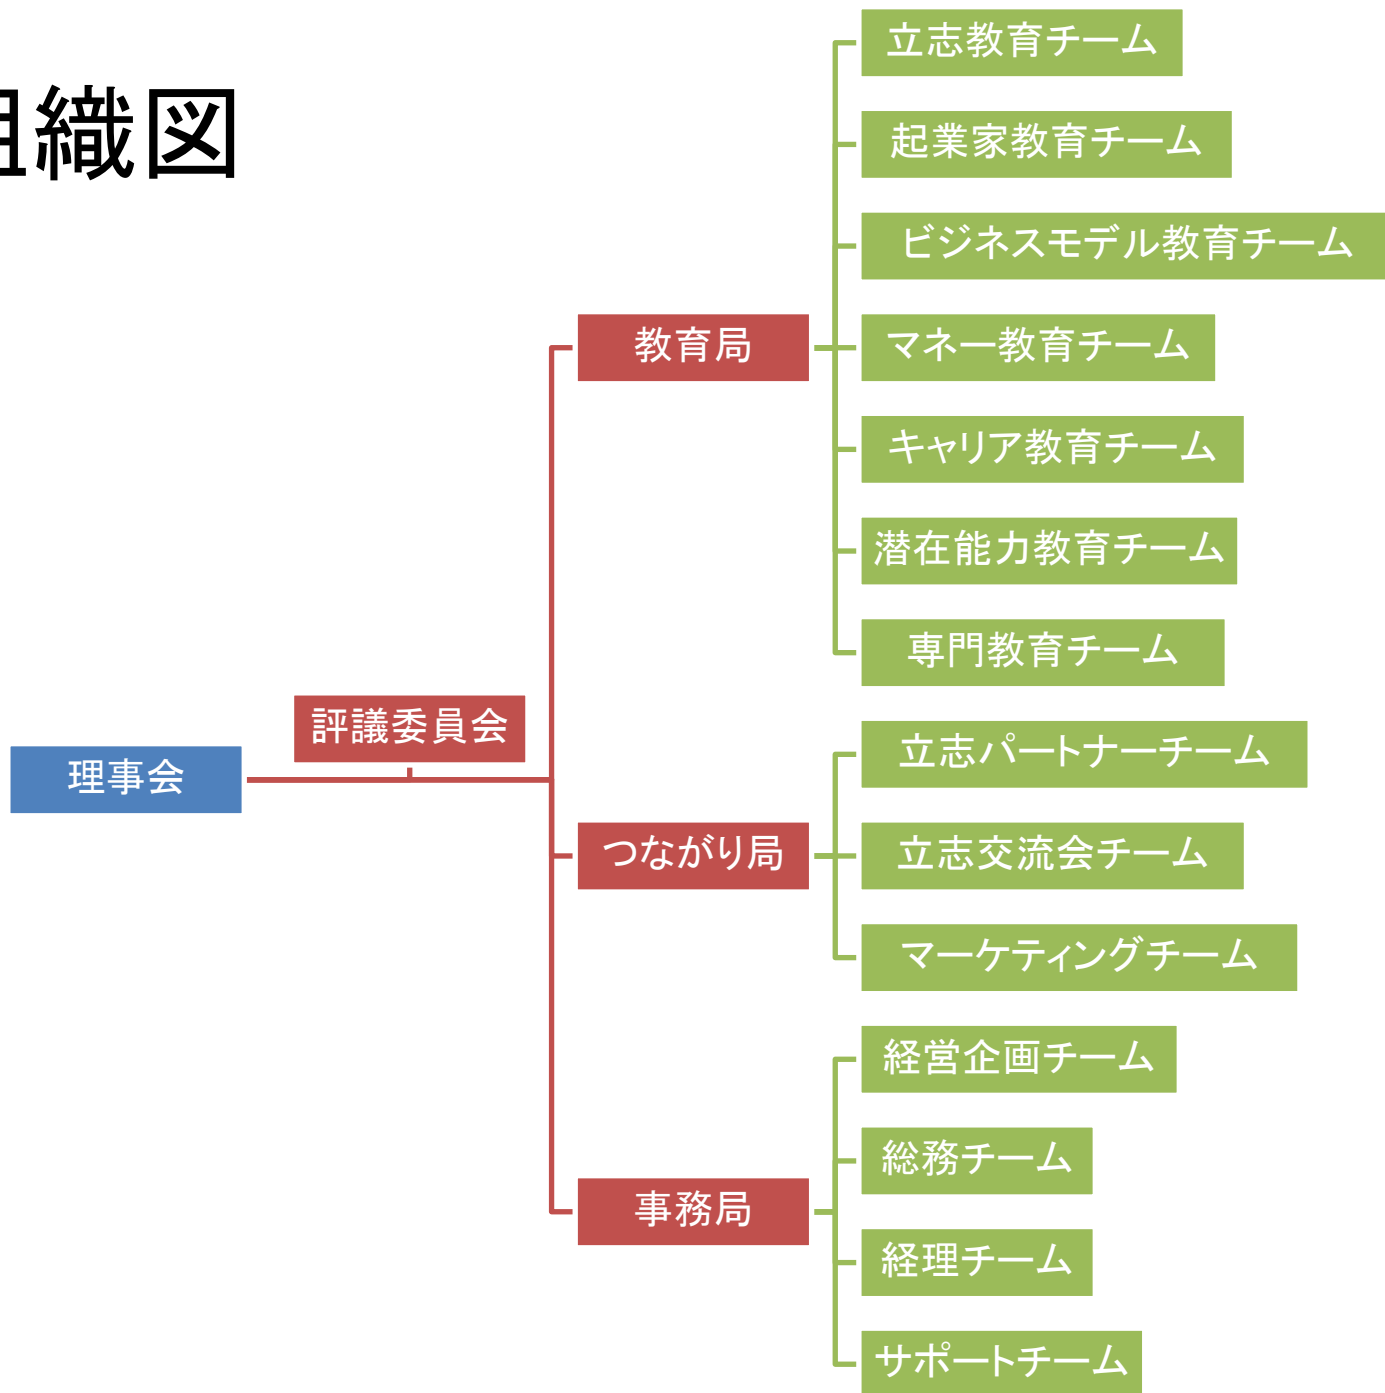 組織図
立志教育チーム
起業家教育チーム
ビジネスモデル教育チーム
教育局
マネー教育チーム
キャリア教育チーム
潜在能力教育チーム
専門教育チーム
評議委員会
理事会
立志パートナーチーム
つながり局
立志交流会チーム
マーケティングチーム
経営企画チーム
総務チーム
事務局
経理チーム
サポートチーム